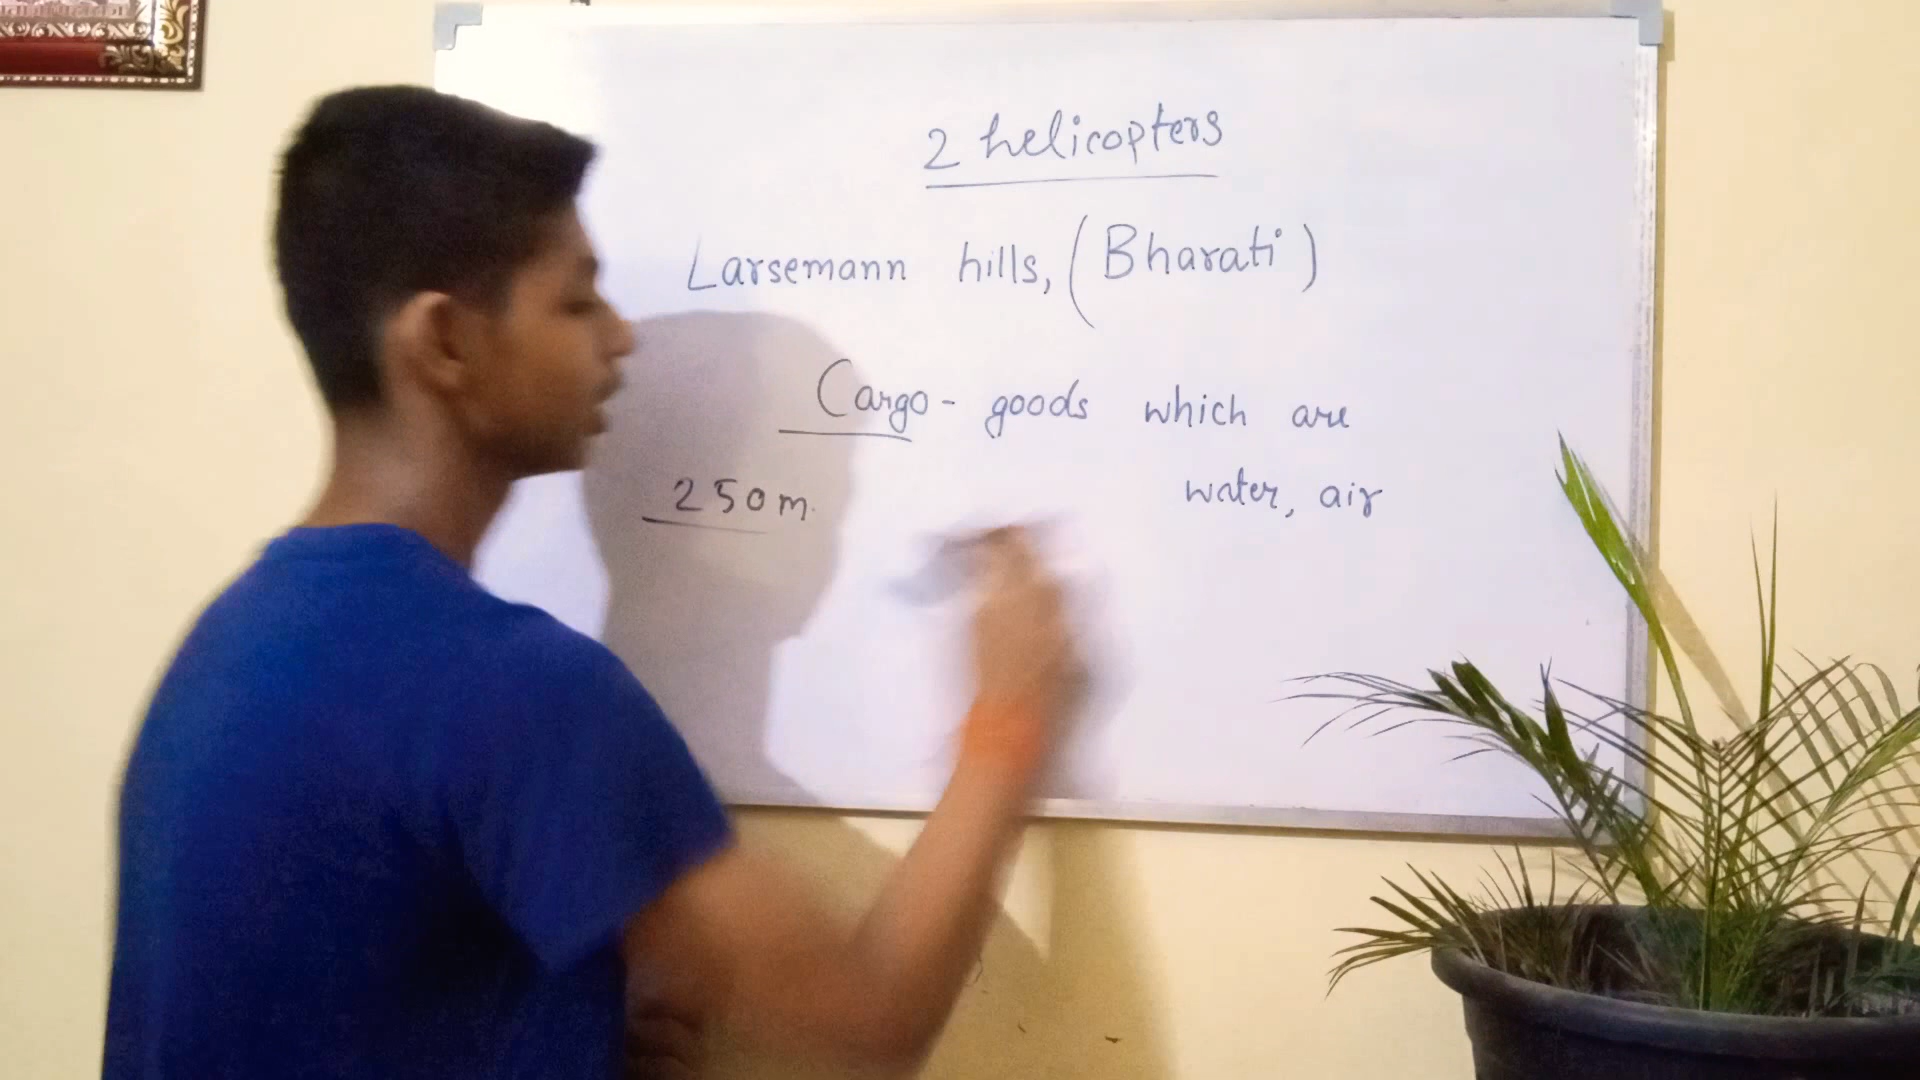 2 helicopters
Larsemann hills, (Bharati)
Cargo - goods which are
250m. water, air